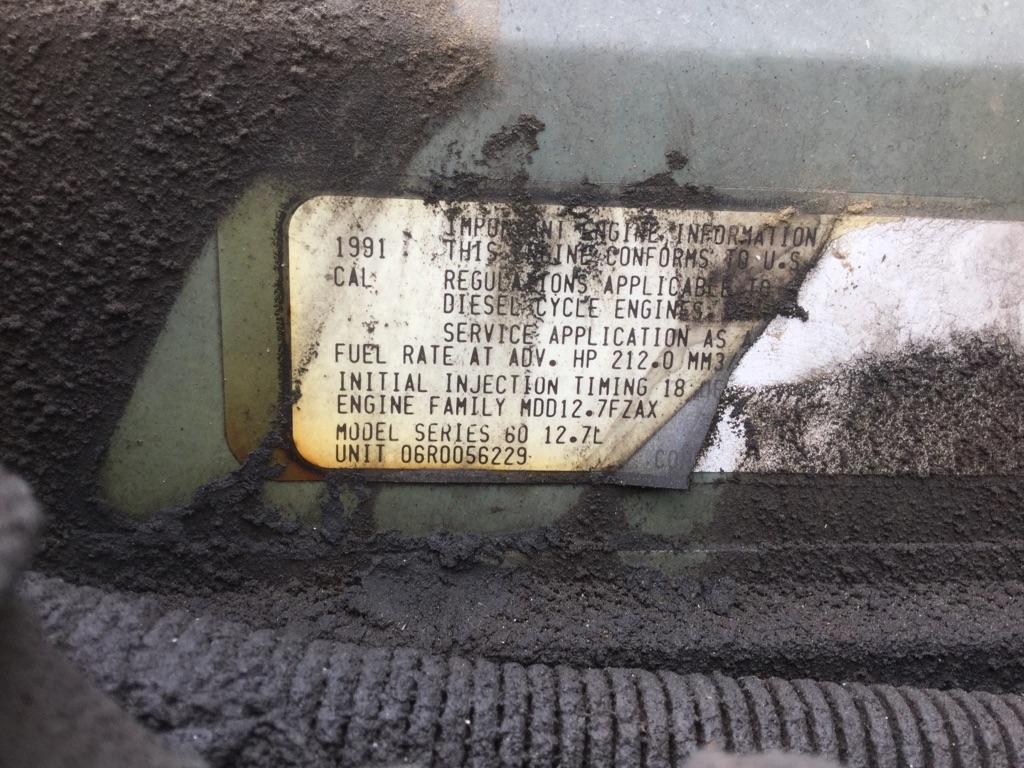 IMPORTANT ENGINE INFORMATION
1991 THIS ENGINE CONFORMS TO U.S.
CAL REGULATIONS APPLICABLE TO
DIESEL CYCLE ENGINES.
SERVICE APPLICATION AS
FUEL RATE AT ADV. HP 212.0 MM3
INITIAL INJECTION TIMING 18
ENGINE FAMILY MDD12.7FZAX
MODEL SERIES 60 12.7L
UNIT 06R0056229